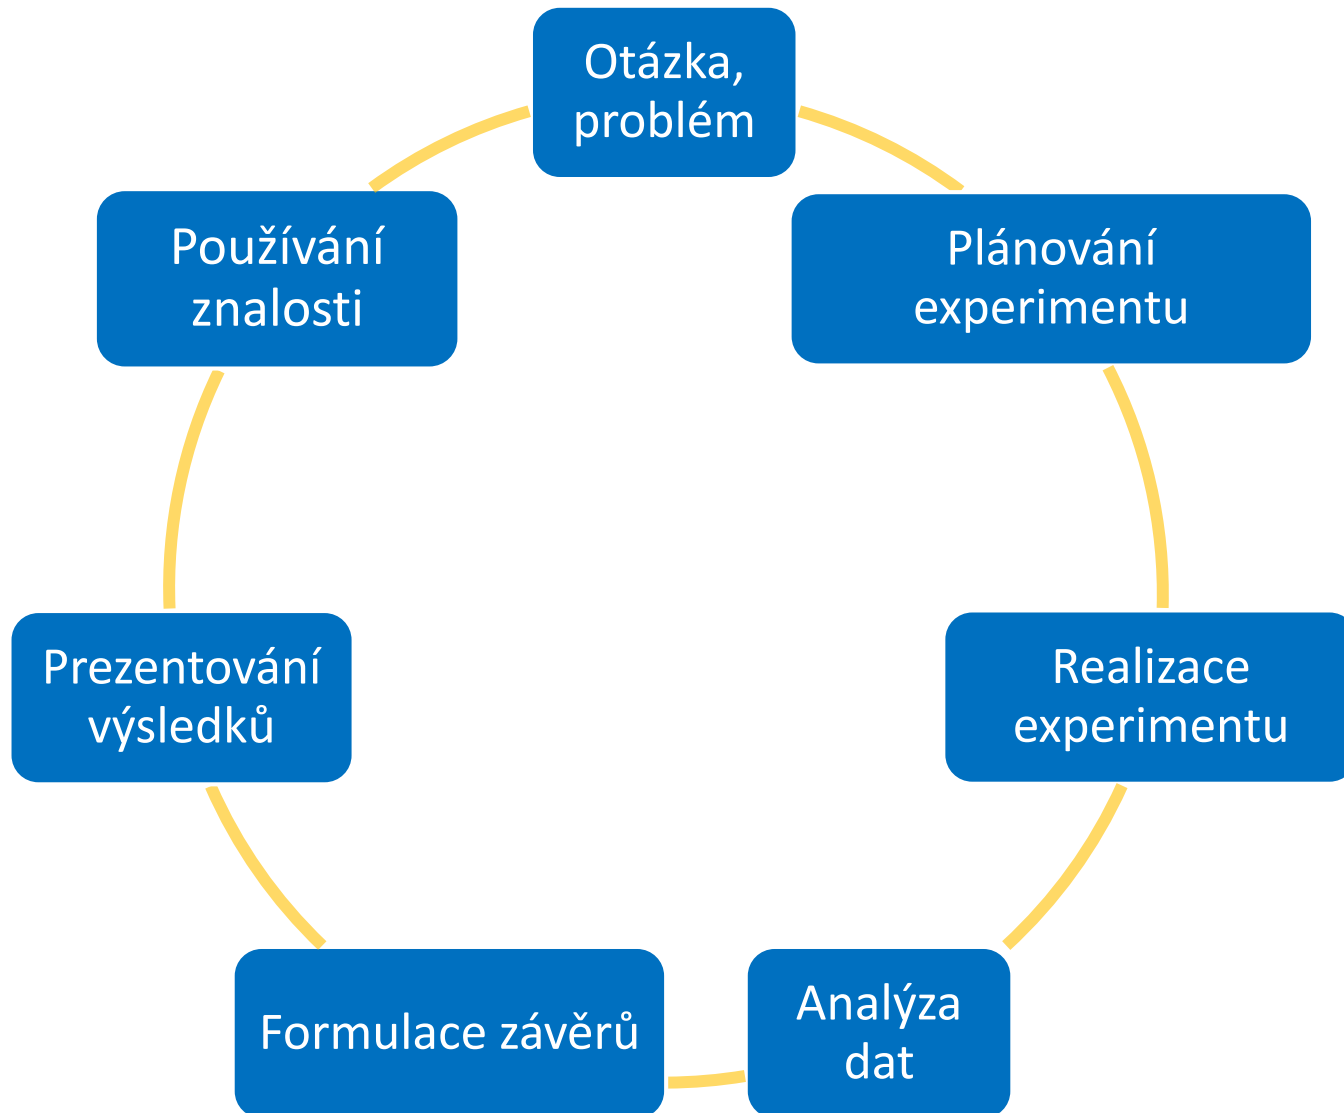 Otázka,
problém
Plánování
experimentu
Realizace
experimentu
Analýza
dat
Formulace závěrů
Prezentování
výsledků
Používání
znalosti